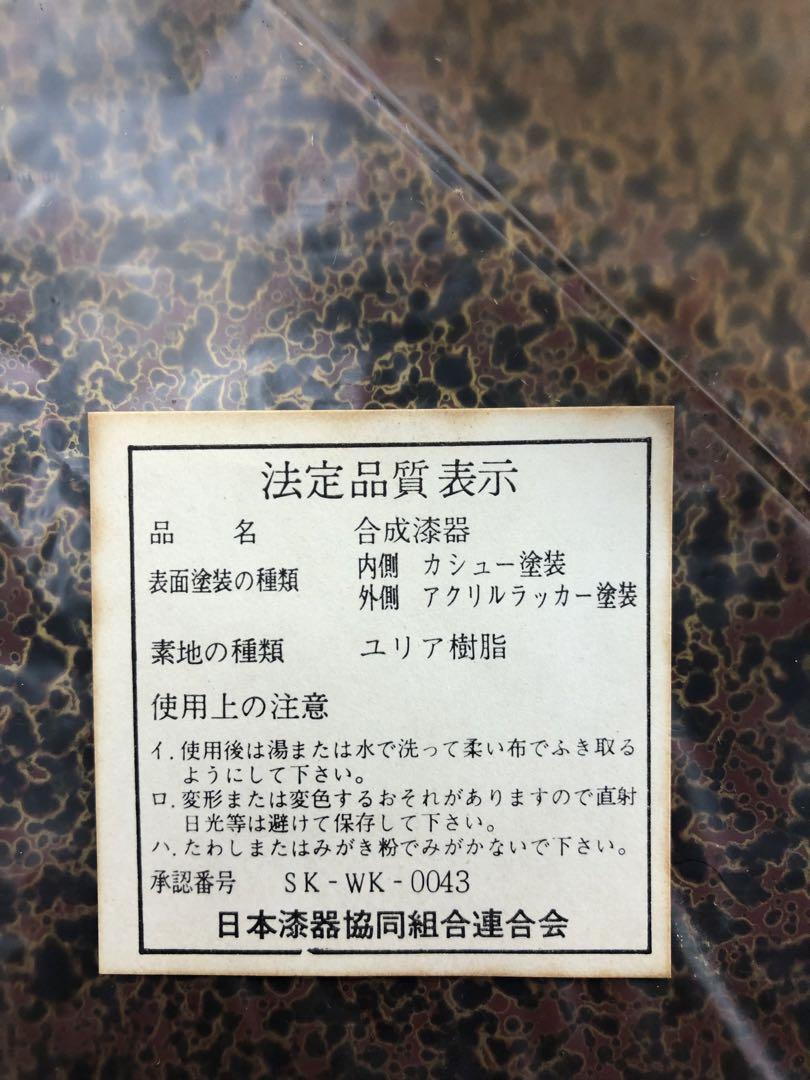 法定品質表示
品名 合成漆器
表面塗装の種類 内側 カシュー塗装
外側 アクリルラッカー塗装
素地の種類 ユリア樹脂
使用上の注意
イ.使用後は湯または水で洗って柔い布でふき取る
ようにして下さい。
ロ.変形または変色するおそれがありますので直射
日光等は避けて保存して下さい。
ハ.たわしまたはみがき粉でみがかないで下さい。
承認番号 SK-WK-0043
日本漆器協同組合連合会